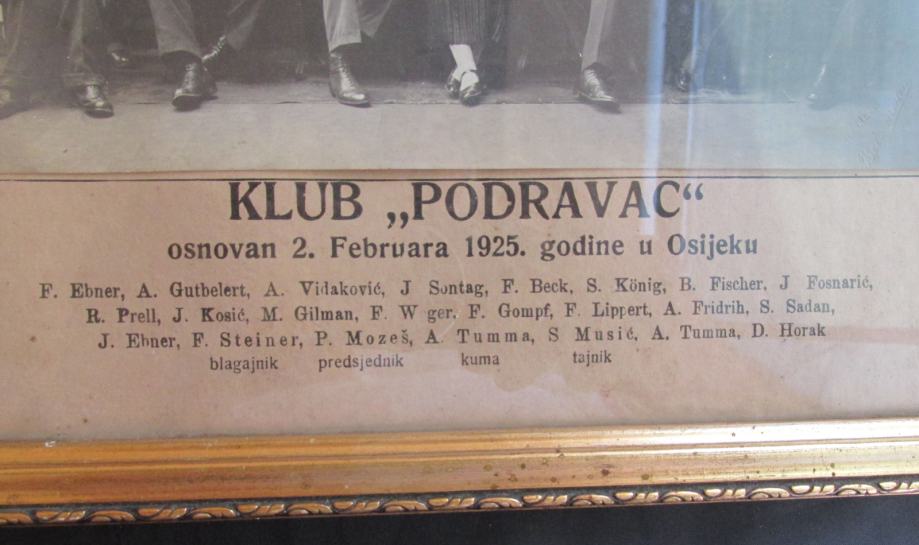 KLUB „PODRAVAC“
osnovan 2. Februara 1925. godine u Osijeku
F. Ebner, A. Gutbelert, A. Vidaković, J Sontag, F. Beck, S. König, B. Fischer, J Fosnarić,
R. Prell, J. Kosić, M. Gilman, F. W ger, F. Gompf, F. Lippert, A. Fridrih, S. Sadan,
J. Ebner, F. Steiner, P. Mozeš, A. Tumma, S Musić, A. Tumma, D. Horak
blagajnik predsjednik kuma tajnik